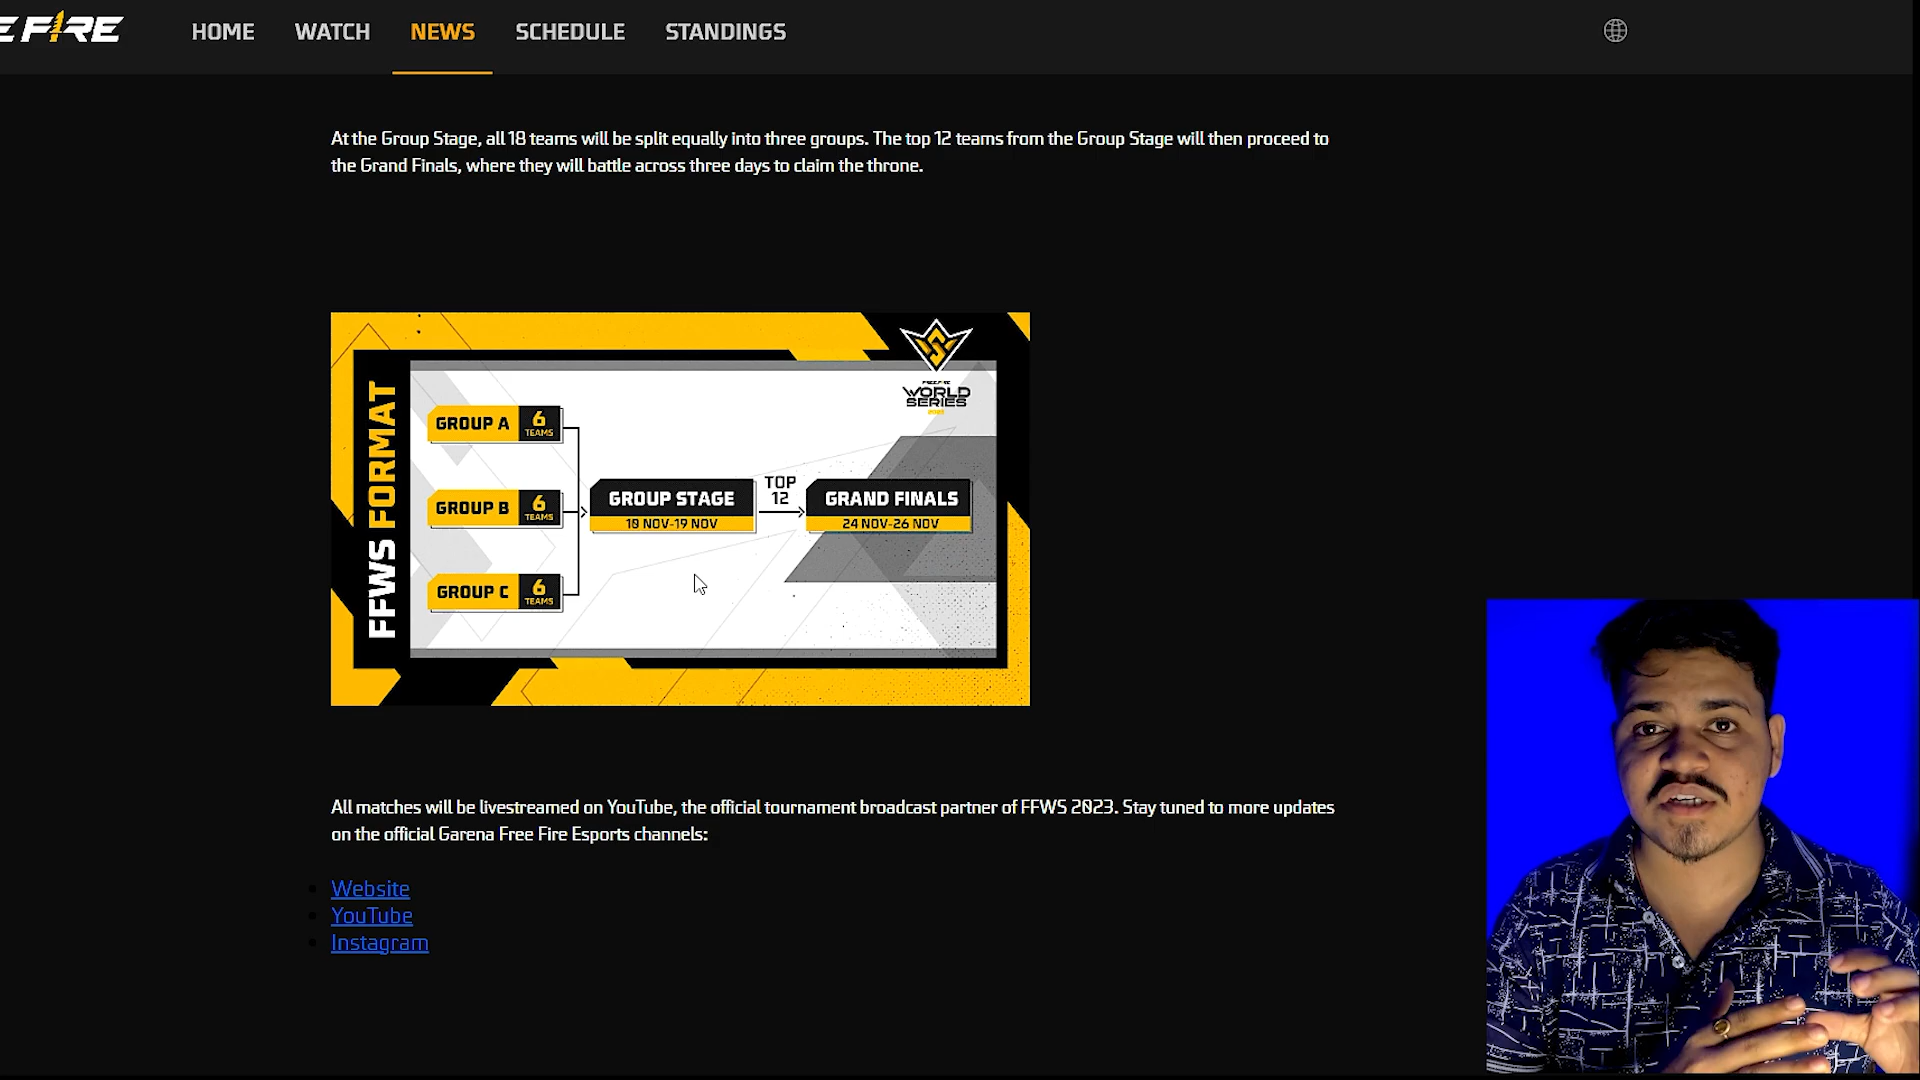 E FIRE
HOME WATCH NEWS SCHEDULE STANDINGS
At the Group Stage, all 18 teams will be split equally into three groups. The top 12 teams from the Group Stage will then proceed to
the Grand Finals, where they will battle across three days to claim the throne.
FFWS FORMAT
FREE FIRE
WORLD
SERIES
GROUP A 6 TEAMS
GROUP B 6 TEAMS
GROUP C 6 TEAMS
GROUP STAGE
10 NOV-19 NOV
TOP
12
GRAND FINALS
24 NOV-26 NOV
All matches will be livestreamed on YouTube, the official tournament broadcast partner of FFWS 2023. Stay tuned to more updates
on the official Garena Free Fire Esports channels:
Website
YouTube
Instagram